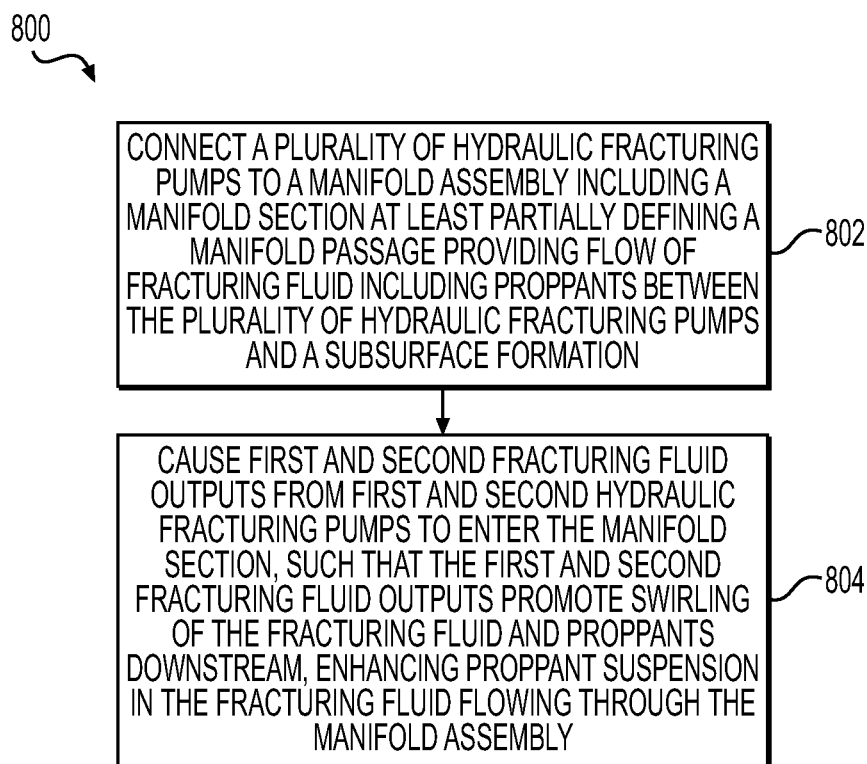 800
CONNECT A PLURALITY OF HYDRAULIC FRACTURING
PUMPS TO A MANIFOLD ASSEMBLY INCLUDING A
MANIFOLD SECTION AT LEAST PARTIALLY DEFINING A
MANIFOLD PASSAGE PROVIDING FLOW OF
FRACTURING FLUID INCLUDING PROPPANTS BETWEEN
THE PLURALITY OF HYDRAULIC FRACTURING PUMPS
AND A SUBSURFACE FORMATION
802
CAUSE FIRST AND SECOND FRACTURING FLUID
OUTPUTS FROM FIRST AND SECOND HYDRAULIC
FRACTURING PUMPS TO ENTER THE MANIFOLD
SECTION, SUCH THAT THE FIRST AND SECOND
FRACTURING FLUID OUTPUTS PROMOTE SWIRLING
OF THE FRACTURING FLUID AND PROPPANTS
DOWNSTREAM, ENHANCING PROPPANT SUSPENSION
IN THE FRACTURING FLUID FLOWING THROUGH THE
MANIFOLD ASSEMBLY
804